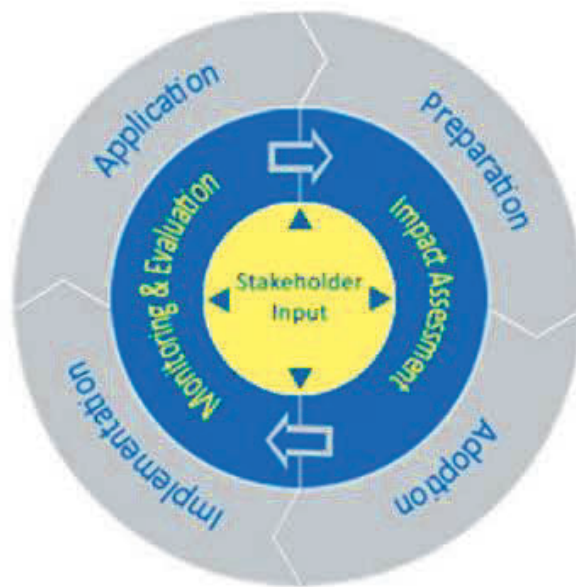 Application
Preparation
Monitoring & Evaluation
Impact Assessment
Stakeholder
Input
Implementation
Adoption